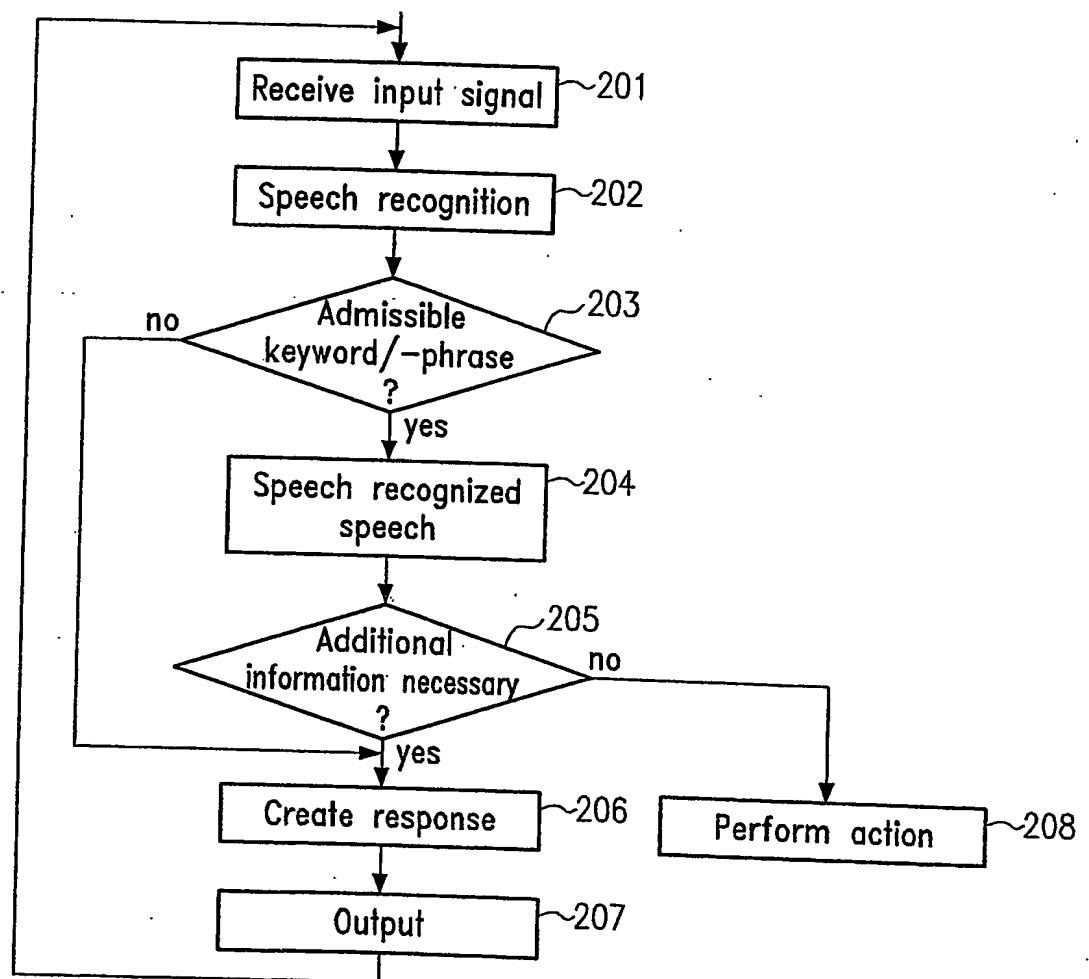 Receive input signal
201
Speech recognition
202
203
no
Admissible
keyword/-phrase
?
yes
204
Speech recognized
speech
205
Additional
information necessary
?
no
yes
Create response
206
Perform action
208
Output
207